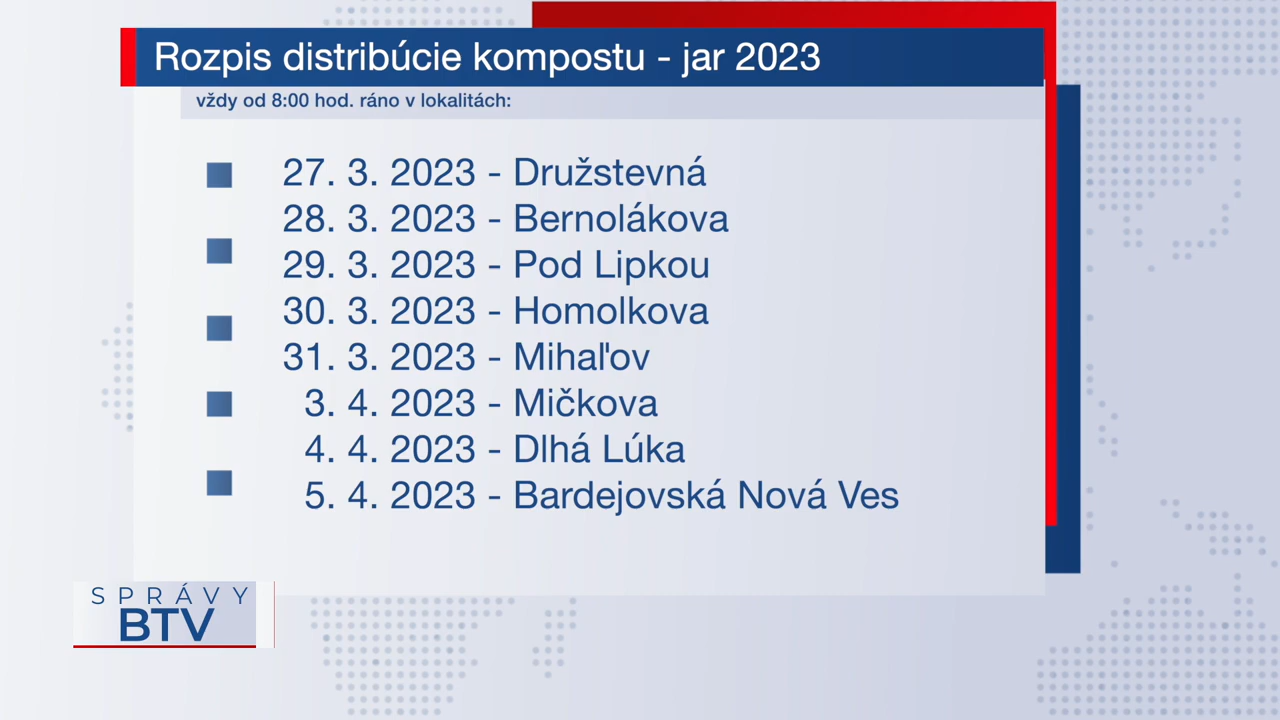 Rozpis distribúcie kompostu - jar 2023
vždy od 8:00 hod. ráno v lokalitách:
27. 3. 2023 - Družstevná
28. 3. 2023 - Bernolákova
29. 3. 2023 - Pod Lipkou
30. 3. 2023 - Homolkova
31. 3. 2023 - Mihaľov
3. 4. 2023 - Mičkova
4. 4. 2023 - Dlhá Lúka
5. 4. 2023 - Bardejovská Nová Ves
SPRÁVY
BTV